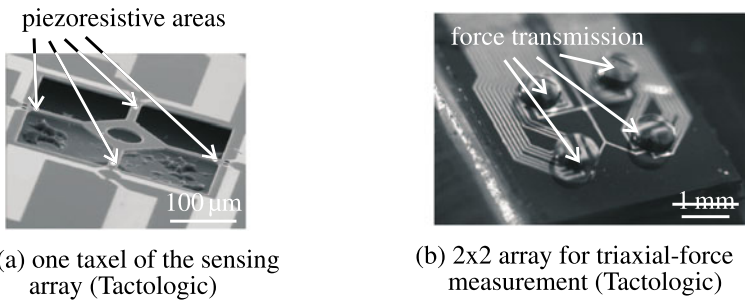 piezoresistive areas
100 µm
(a) one taxel of the sensing
array (Tactologic)
force transmission
1 mm
(b) 2x2 array for triaxial-force
measurement (Tactologic)